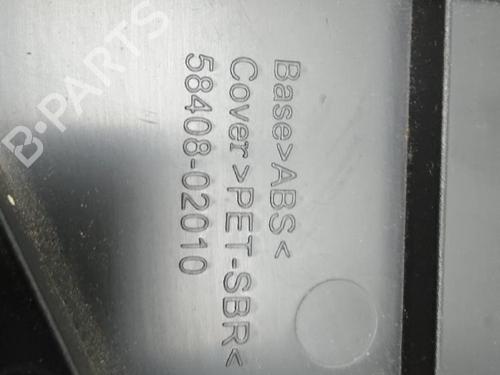 Base>ABS<
Cover>PET-SBR<
58408-02010
B-PARTS